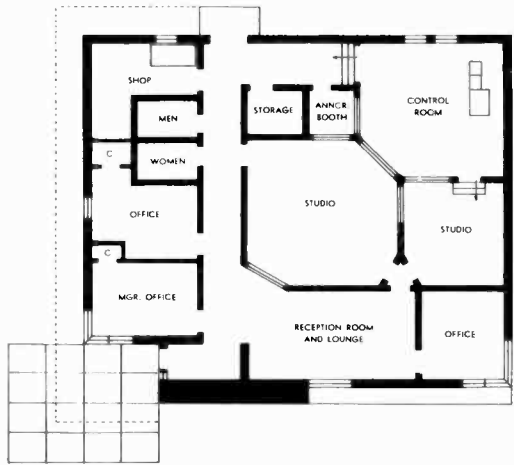 SHOP
MEN
STORAGE
ANNCR.
BOOTH
CONTROL
ROOM
C
WOMEN
OFFICE
STUDIO
STUDIO
C
MGR. OFFICE
RECEPTION ROOM
AND LOUNGE
OFFICE